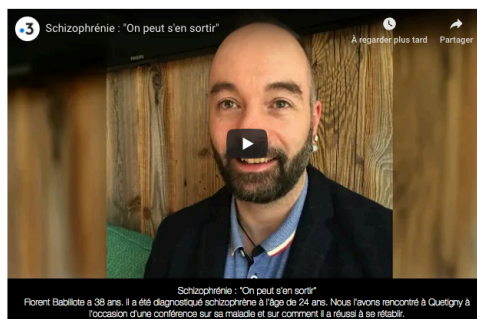 3 Schizophrénie : "On peut s'en sortir"
À regarder plus tard
Partager
PHILIPS
Schizophrénie : "On peut s'en sortir"
Florent Babillote a 38 ans. Il a été diagnostiqué schizophrène à l'âge de 24 ans. Nous l'avons rencontré à Quetigny à
l'occasion d'une conférence sur sa maladie et sur comment il a réussi à se rétablir.